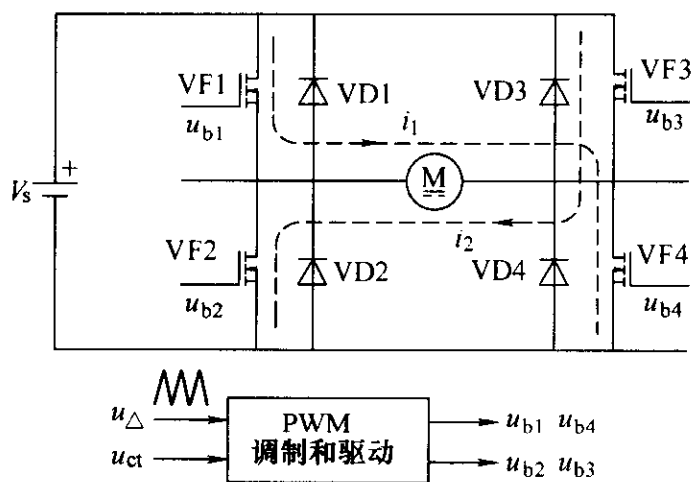 VF1 VD1 VD3 VF3
u_b1 i_1 u_b3
V_s + M
VF2 VD2 i_2 VD4 VF4
u_b2 u_b4
u_△ PWM u_b1 u_b4
u_ct 调制和驱动 u_b2 u_b3